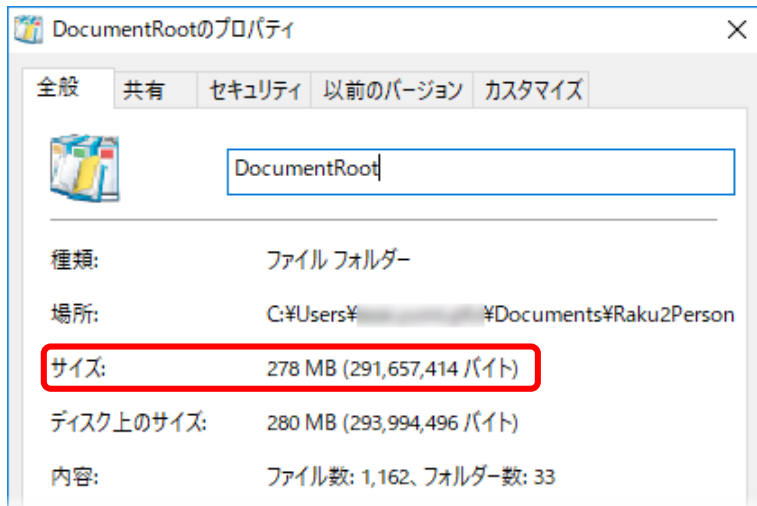 DocumentRootのプロパティ
全般 共有 セキュリティ 以前のバージョン カスタマイズ
DocumentRoot
種類: ファイル フォルダー
場所: C:¥Users¥ ¥Documents¥Raku2Person
サイズ: 278 MB (291,657,414 バイト)
ディスク上のサイズ: 280 MB (293,994,496 バイト)
内容: ファイル数: 1,162、フォルダー数: 33